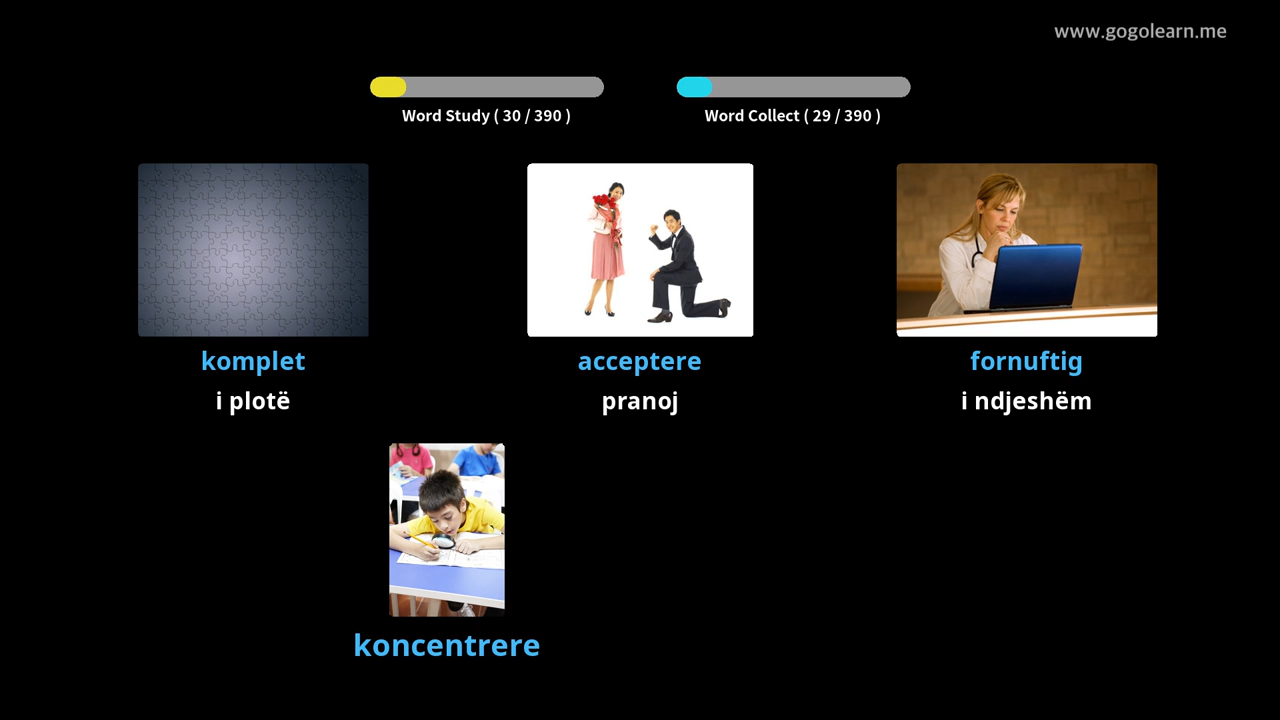 www.gogolearn.me
Word Study ( 30 / 390 )
Word Collect ( 29 / 390 )
komplet
i plotë
acceptere
pranoj
fornuftig
i ndjeshëm
koncentrere